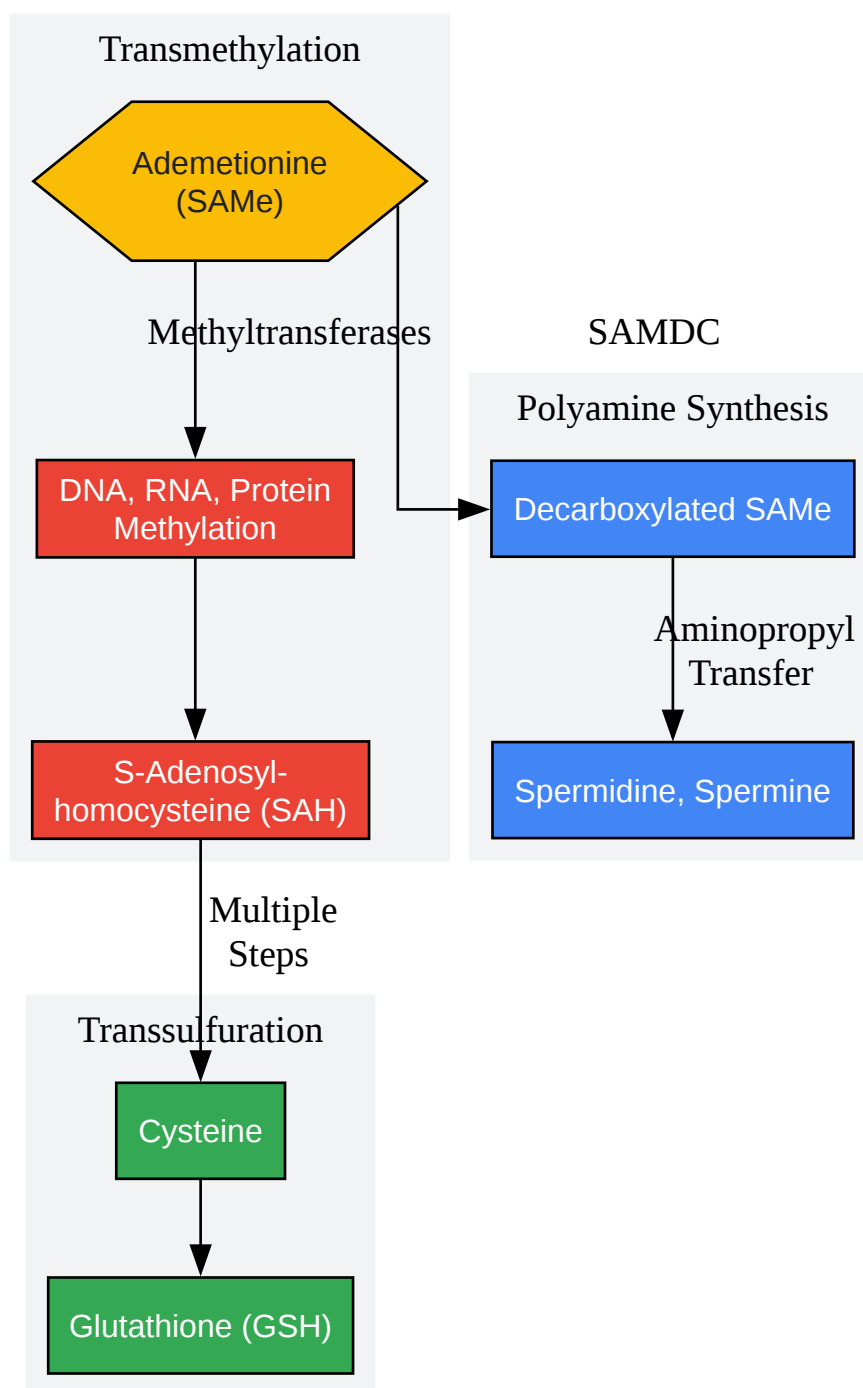 Transmethylation
Ademetionine
(SAMe)
Methyltransferases
SAMDC
Polyamine Synthesis
DNA, RNA, Protein
Methylation
Decarboxylated SAMe
Aminopropyl
Transfer
S-Adenosyl-
homocysteine (SAH)
Spermidine, Spermine
Multiple
Steps
Transsulfuration
Cysteine
Glutathione (GSH)